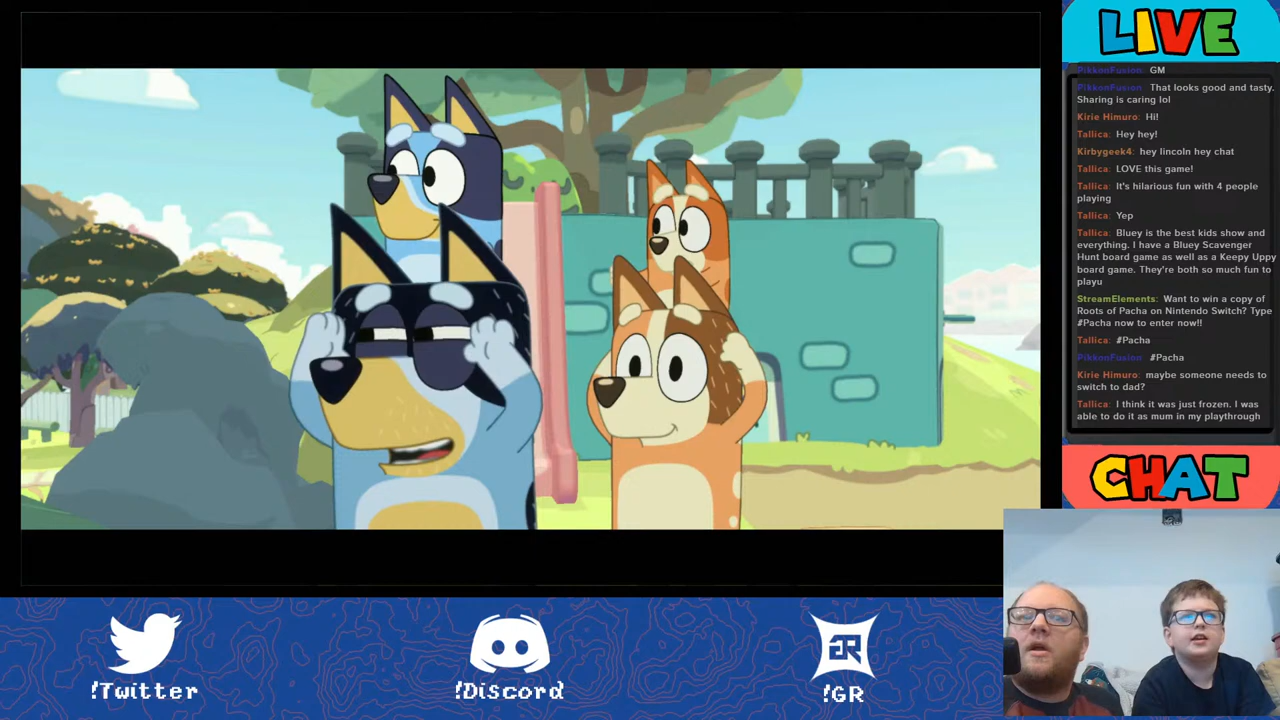 LIVE
PikkonFusion: GM
PikkonFusion: That looks good and tasty.
Sharing is caring lol
Kirie Himuro: Hi!
Tallica: Hey hey!
Kirbygeek4: hey lincoln hey chat
Tallica: LOVE this game!
Tallica: It's hilarious fun with 4 people
playing
Tallica: Yep
Tallica: Bluey is the best kids show and
everything. I have a Bluey Scavenger
Hunt board game as well as a Keepy Uppy
board game. They're both so much fun to
playu
StreamElements: Want to win a copy of
Roots of Pacha on Nintendo Switch? Type
#Pacha now to enter now!!
Tallica: #Pacha
PikkonFusion: #Pacha
Kirie Himuro: maybe someone needs to
switch to dad?
Tallica: I think it was just frozen. I was
able to do it as mum in my playthrough
CHAT
GR
!Twitter
!Discord
!GR